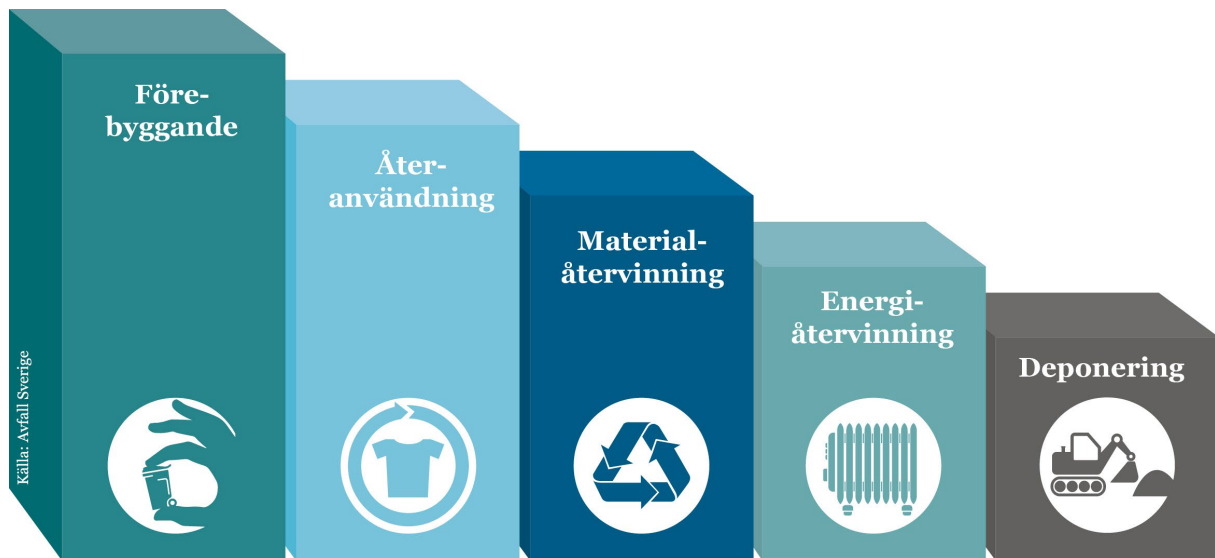 Före-
byggande
Åter-
användning
Material-
återvinning
Energi-
återvinning
Deponering
Källa: Avfall Sverige